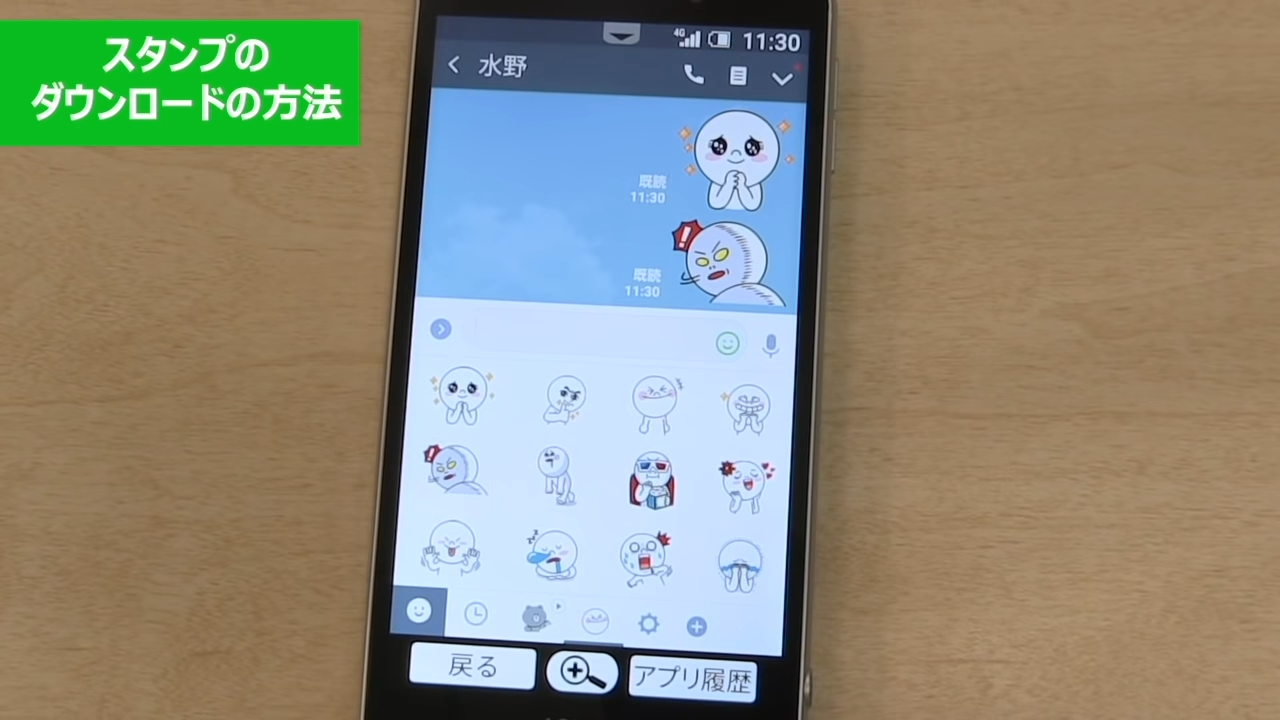 スタンプの
ダウンロードの方法
4G 11:30
水野
既読
11:30
既読
11:30
戻る
アプリ履歴